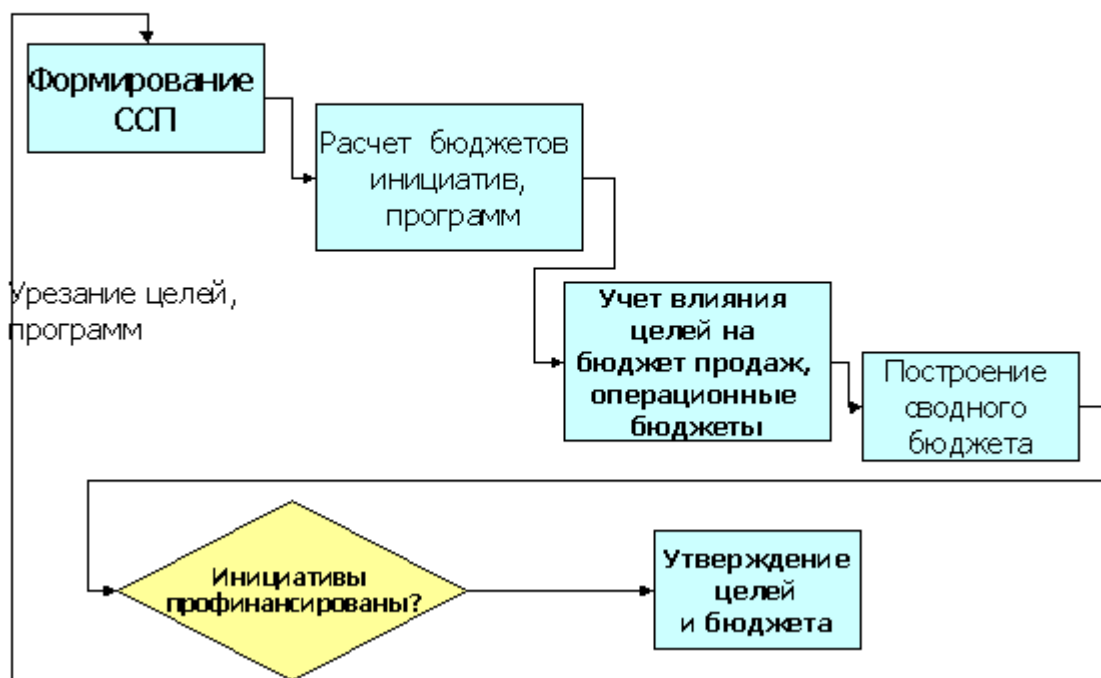 Формирование
ССП
Расчет бюджетов
инициатив,
программ
Урезание целей,
программ
Учет влияния
целей на
бюджет продаж,
операционные
бюджеты
Построение
сводного
бюджета
Инициативы
профинансированы?
Утверждение
целей
и бюджета